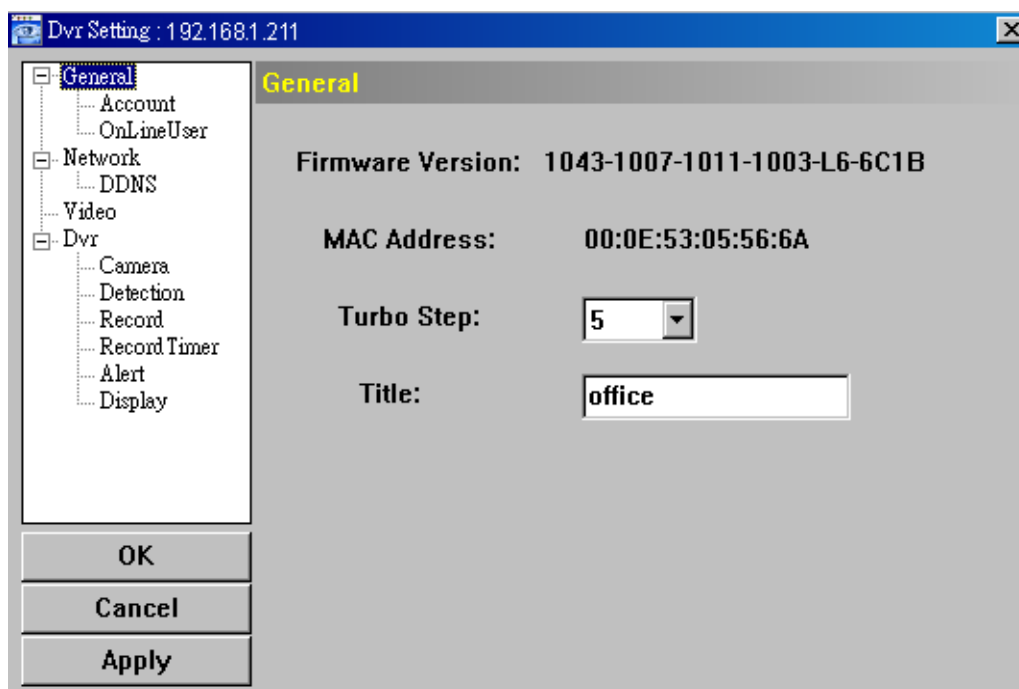 Dvr Setting : 192.168.1.211
General
Account
OnLineUser
Network
DDNS
Video
Dvr
Camera
Detection
Record
Record Timer
Alert
Display
OK
Cancel
Apply
General
Firmware Version: 1043-1007-1011-1003-L6-6C1B
MAC Address: 00:0E:53:05:56:6A
Turbo Step: 5
Title: office